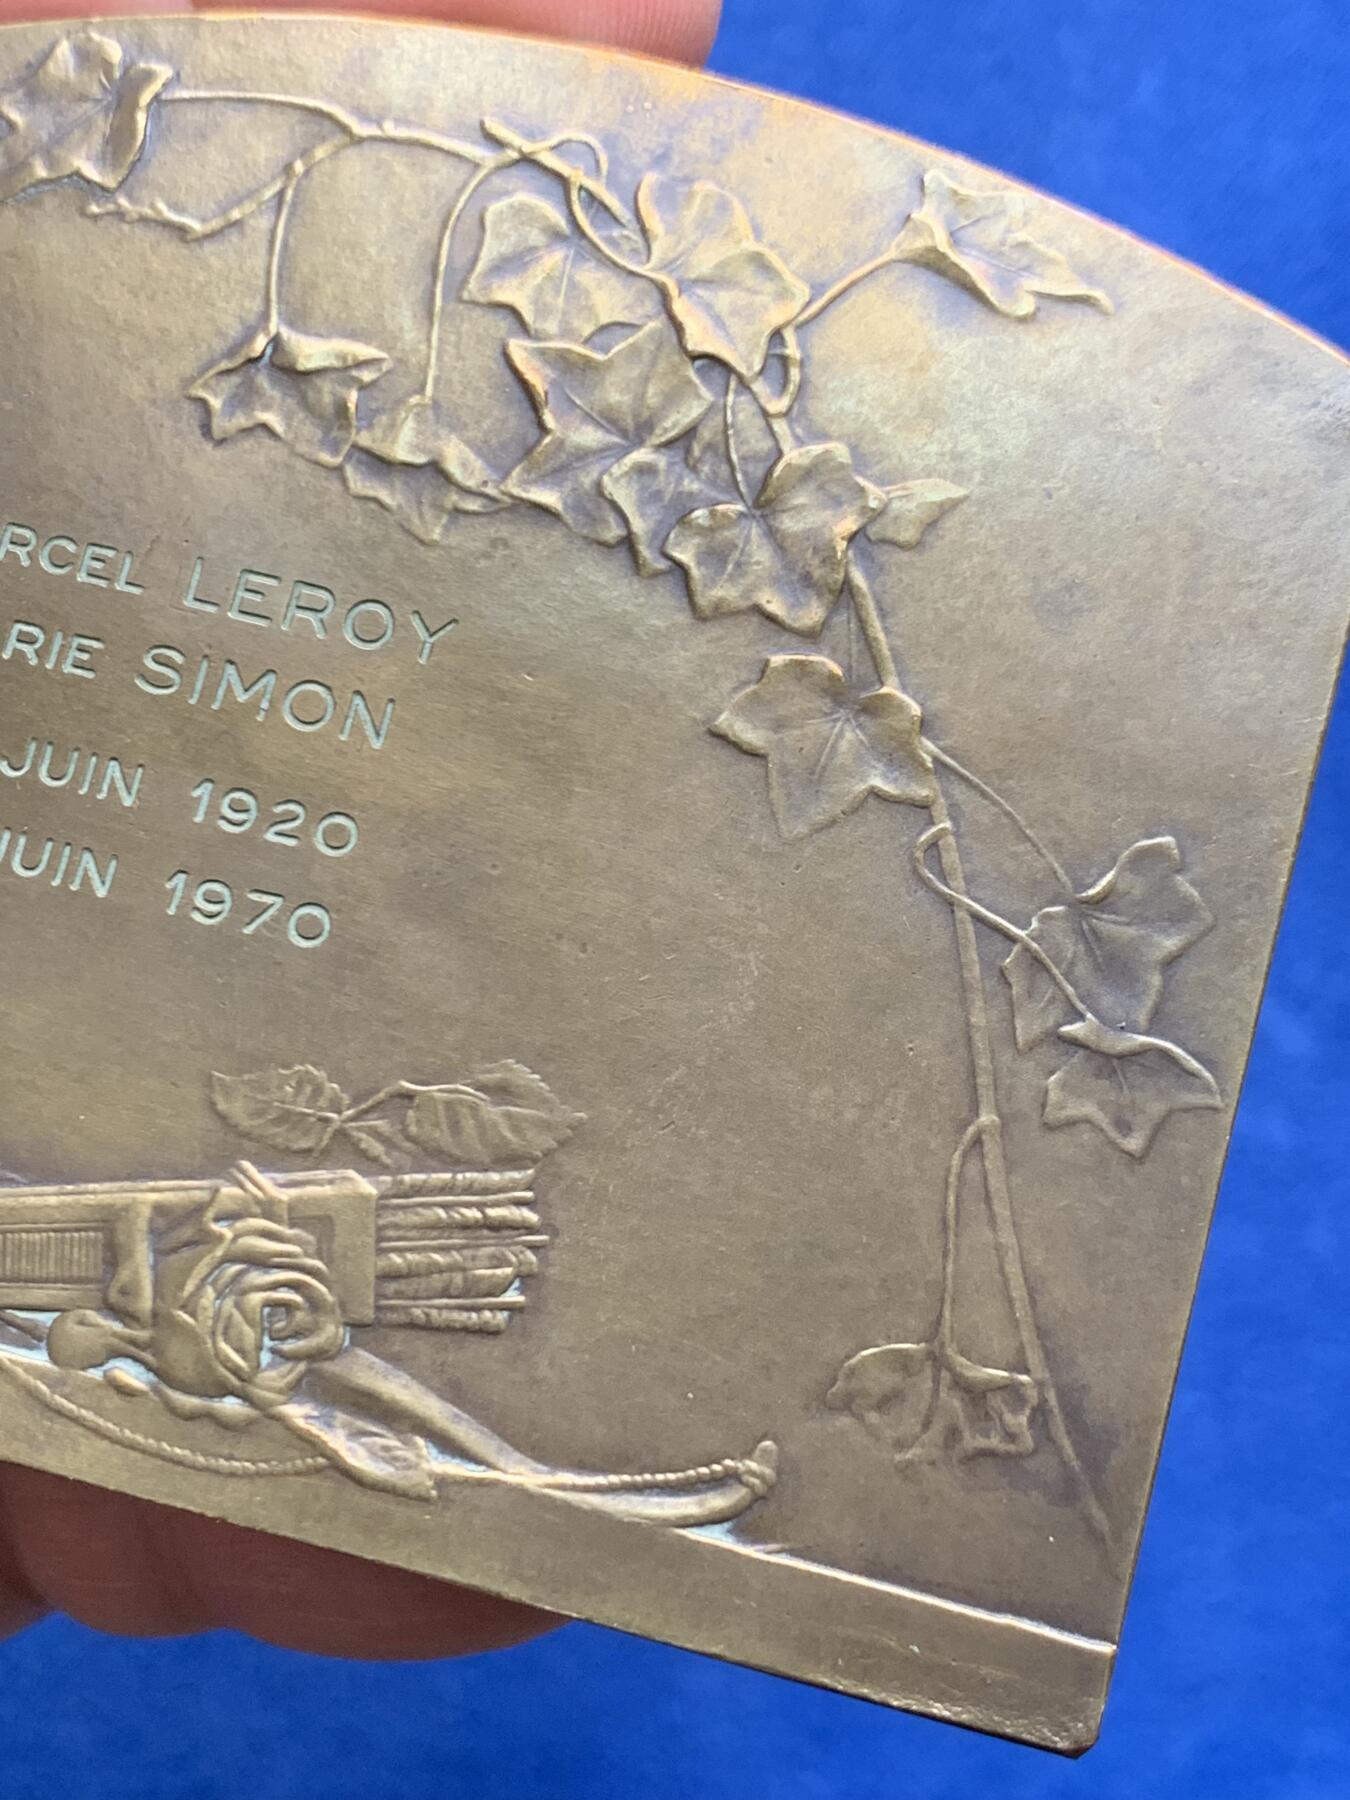 RCEL LEROY
RIE SIMON
JUIN 1920
JUIN 1970